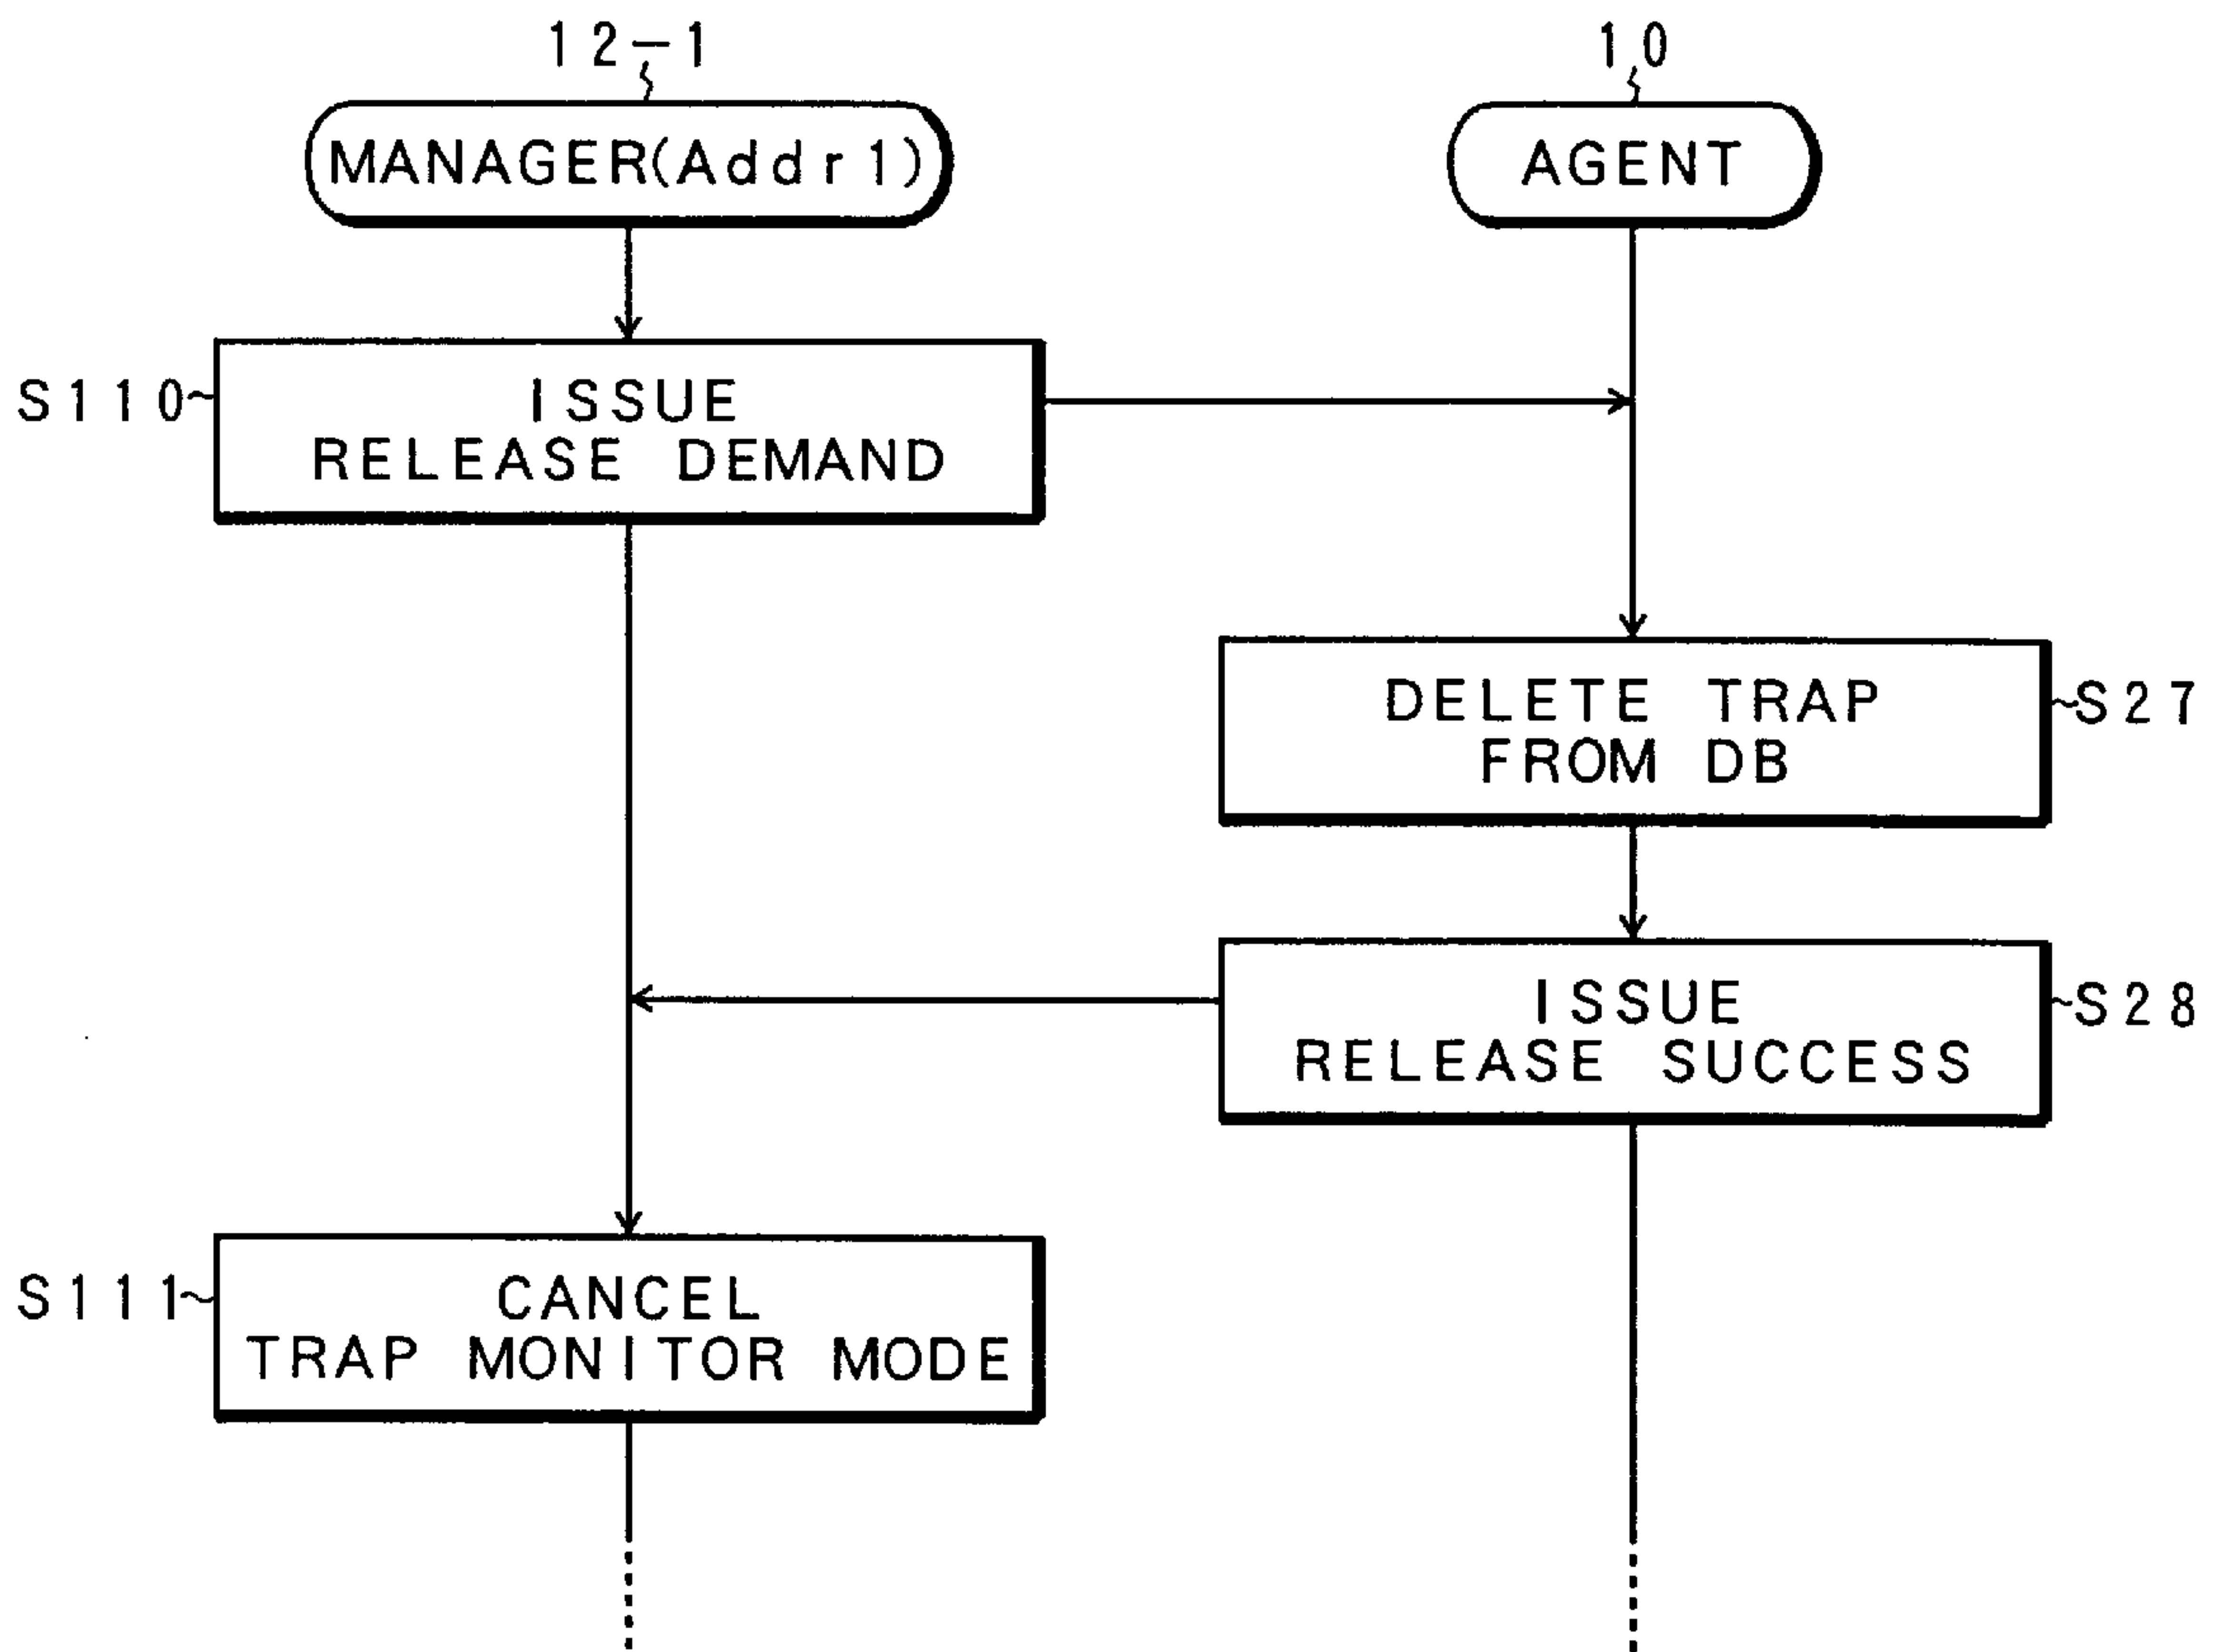 12-1
10
MANAGER(Addr1)
AGENT
S110
ISSUE
RELEASE DEMAND
DELETE TRAP
FROM DB
S27
ISSUE
RELEASE SUCCESS
S28
S111
CANCEL
TRAP MONITOR MODE